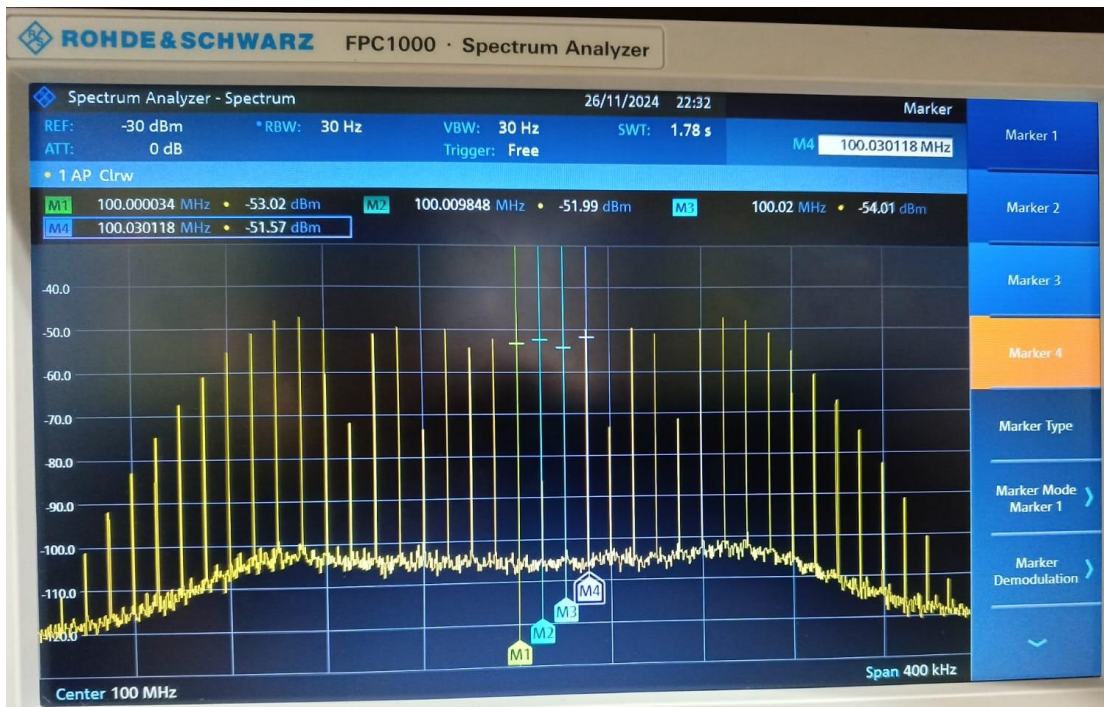 ROHDE & SCHWARZ FPC1000 · Spectrum Analyzer
Spectrum Analyzer - Spectrum 26/11/2024 22:32 Marker
REF: -30 dBm *RBW: 30 Hz VBW: 30 Hz SWT: 1.78 s
ATT: 0 dB Trigger: Free M4 100.030118 MHz
• 1 AP Clrw
M1 100.000034 MHz • -53.02 dBm M2 100.009848 MHz • -51.99 dBm M3 100.02 MHz • -54.01 dBm
M4 100.030118 MHz • -51.57 dBm
-40.0
-50.0
-60.0
-70.0
-80.0
-90.0
-100.0
-110.0
-120.0
M4
M3
M2
M1
Center 100 MHz Span 400 kHz
Marker 1
Marker 2
Marker 3
Marker 4
Marker Type
Marker Mode
Marker 1
Marker
Demodulation